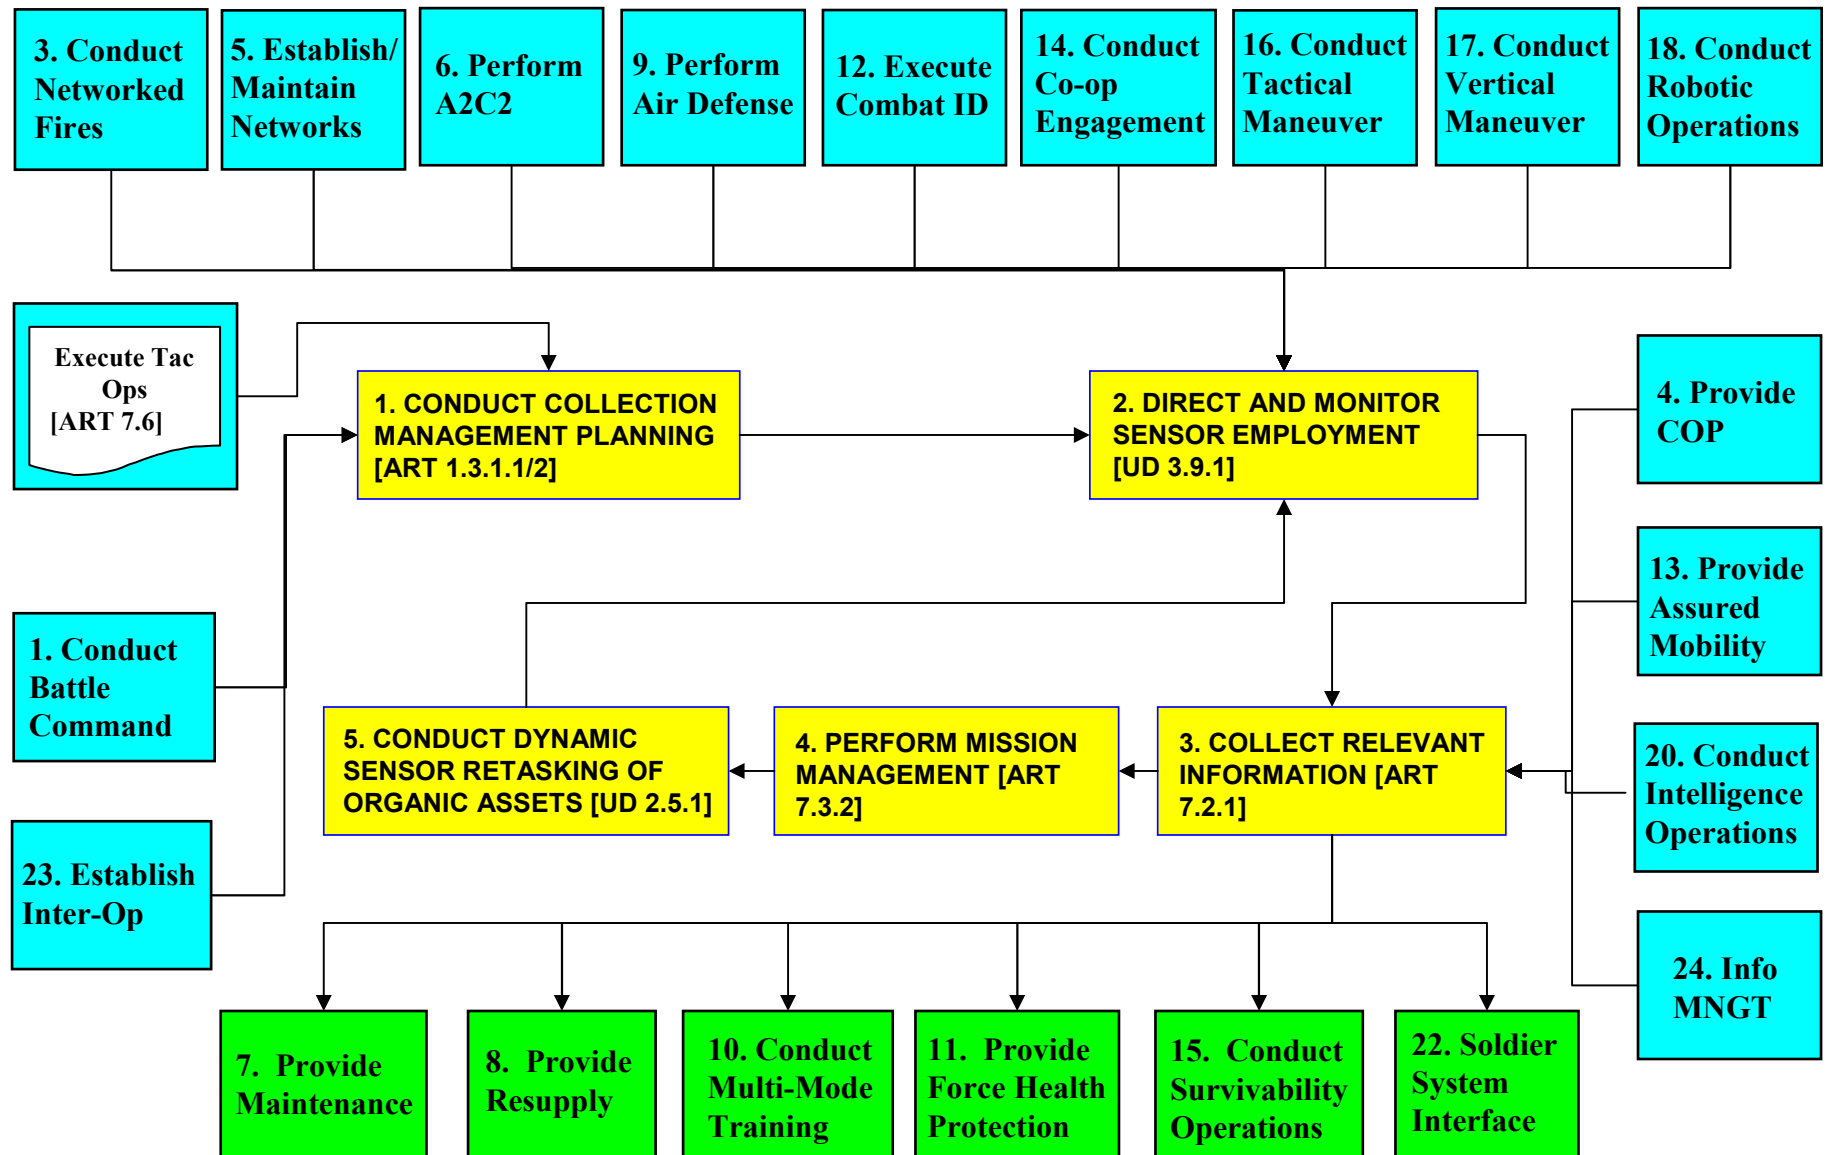 3. Conduct
Networked
Fires
5. Establish/
Maintain
Networks
6. Perform
A2C2
9. Perform
Air Defense
12. Execute
Combat ID
14. Conduct
Co-op
Engagement
16. Conduct
Tactical
Maneuver
17. Conduct
Vertical
Maneuver
18. Conduct
Robotic
Operations
Execute Tac
Ops
[ART 7.6]
1. CONDUCT COLLECTION
MANAGEMENT PLANNING
[ART 1.3.1.1/2]
2. DIRECT AND MONITOR
SENSOR EMPLOYMENT
[UD 3.9.1]
4. Provide
COP
13. Provide
Assured
Mobility
1. Conduct
Battle
Command
5. CONDUCT DYNAMIC
SENSOR RETASKING OF
ORGANIC ASSETS [UD 2.5.1]
4. PERFORM MISSION
MANAGEMENT [ART
7.3.2]
3. COLLECT RELEVANT
INFORMATION [ART
7.2.1]
20. Conduct
Intelligence
Operations
23. Establish
Inter-Op
24. Info
MNGT
7. Provide
Maintenance
8. Provide
Resupply
10. Conduct
Multi-Mode
Training
11. Provide
Force Health
Protection
15. Conduct
Survivability
Operations
22. Soldier
System
Interface